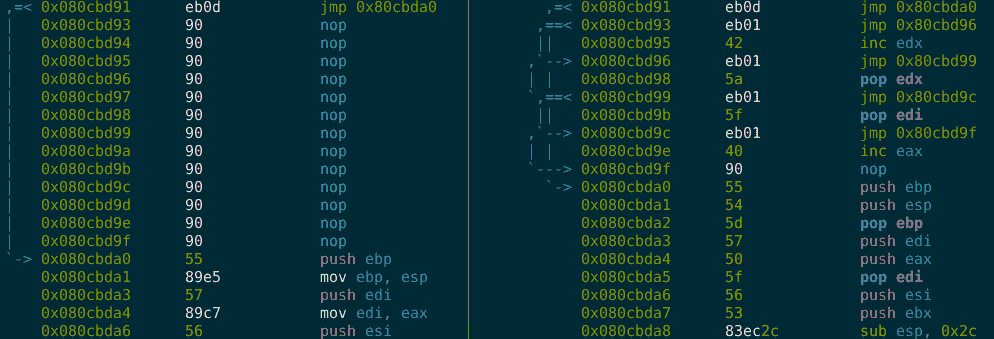 ,=< 0x080cbd91 eb0d jmp 0x80cbda0
| 0x080cbd93 90 nop
| 0x080cbd94 90 nop
| 0x080cbd95 90 nop
| 0x080cbd96 90 nop
| 0x080cbd97 90 nop
| 0x080cbd98 90 nop
| 0x080cbd99 90 nop
| 0x080cbd9a 90 nop
| 0x080cbd9b 90 nop
| 0x080cbd9c 90 nop
| 0x080cbd9d 90 nop
| 0x080cbd9e 90 nop
| 0x080cbd9f 90 nop
`-> 0x080cbda0 55 push ebp
0x080cbda1 89e5 mov ebp, esp
0x080cbda3 57 push edi
0x080cbda4 89c7 mov edi, eax
0x080cbda6 56 push esi
,=< 0x080cbd91 eb0d jmp 0x80cbda0
,==< 0x080cbd93 eb01 jmp 0x80cbd96
|| 0x080cbd95 42 inc edx
,`--> 0x080cbd96 eb01 jmp 0x80cbd99
| | 0x080cbd98 5a pop edx
`,==< 0x080cbd99 eb01 jmp 0x80cbd9c
|| 0x080cbd9b 5f pop edi
,`--> 0x080cbd9c eb01 jmp 0x80cbd9f
| | 0x080cbd9e 40 inc eax
`---> 0x080cbd9f 90 nop
`-> 0x080cbda0 55 push ebp
0x080cbda1 54 push esp
0x080cbda2 5d pop ebp
0x080cbda3 57 push edi
0x080cbda4 50 push eax
0x080cbda5 5f pop edi
0x080cbda6 56 push esi
0x080cbda7 53 push ebx
0x080cbda8 83ec2c sub esp, 0x2c